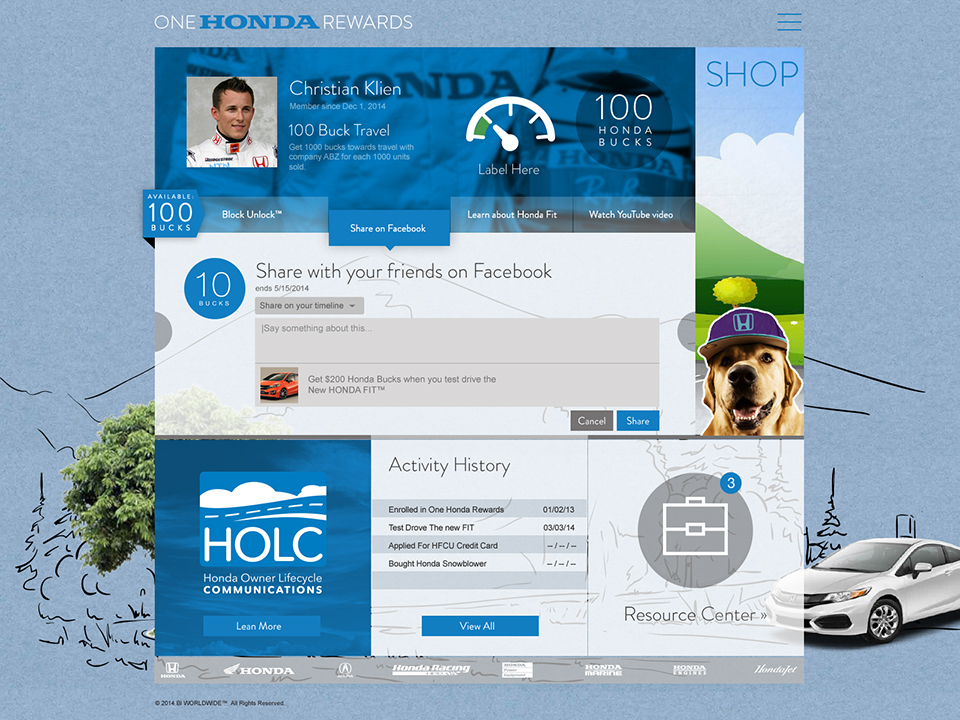 ONE HONDA REWARDS
Christian Klien
Member since Dec 1, 2014
100 Buck Travel
Get 1000 bucks towards travel with
company ABZ for each 1000 units
sold.
HONDA
Label Here
100
HONDA
BUCKS
HONDA
SHOP
AVAILABLE:
100
BUCKS
Block Unlock™
Share on Facebook
Learn about Honda Fit
Watch YouTube video
10
BUCKS
Share with your friends on Facebook
ends 5/15/2014
Share on your timeline
|Say something about this...
Get $200 Honda Bucks when you test drive the
New HONDA FIT™
Cancel
Share
HOLC
Honda Owner Lifecycle
COMMUNICATIONS
Lean More
Activity History
Enrolled in One Honda Rewards 01/02/13
Test Drove The new FIT 03/03/14
Applied For HFCU Credit Card -- / -- / --
Bought Honda Snowblower -- / -- / --
View All
3
Resource Center »
HONDA
HONDA
ACURA
Honda Racing
HONDA
HONDA
MARINE
HONDA
ENGINES
HondaJet
© 2014 BI WORLDWIDE™ All Rights Reserved.